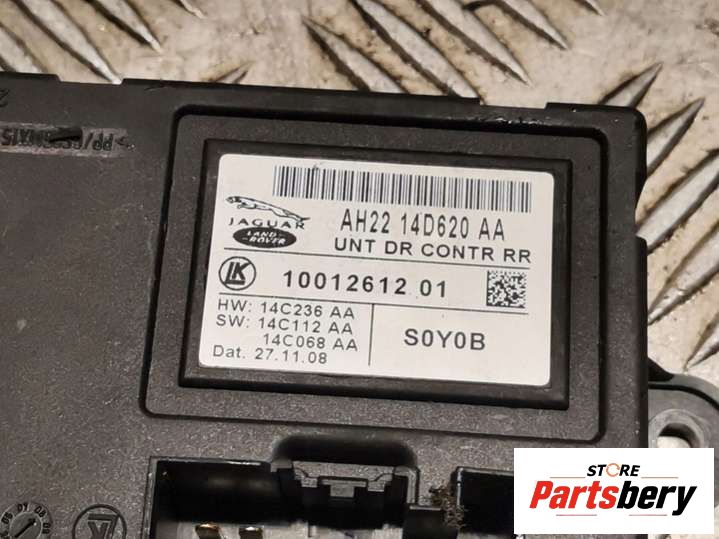 JAGUAR
LAND-
ROVER
AH22 14D620 AA
UNT DR CONTR RR
LK
10012612 01
HW: 14C236 AA
SW: 14C112 AA
14C068 AA
Dat. 27.11.08
S0Y0B
STORE
Partsbery